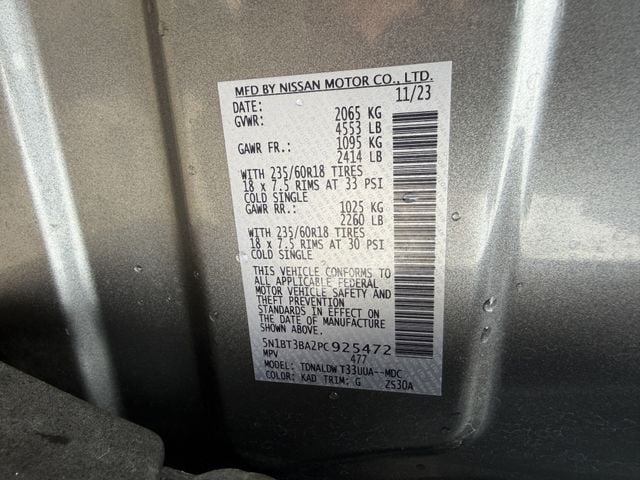 MFD BY NISSAN MOTOR CO., LTD.
DATE: 11/23
GVWR: 2065 KG
4553 LB
GAWR FR.: 1095 KG
2414 LB
WITH 235/60R18 TIRES
18 x 7.5 RIMS AT 33 PSI
COLD SINGLE
GAWR RR.: 1025 KG
2260 LB
WITH 235/60R18 TIRES
18 x 7.5 RIMS AT 30 PSI
COLD SINGLE
THIS VEHICLE CONFORMS TO
ALL APPLICABLE FEDERAL
MOTOR VEHICLE SAFETY AND
THEFT PREVENTION
STANDARDS IN EFFECT ON
THE DATE OF MANUFACTURE
SHOWN ABOVE.
5N1BT3BA2PC925472
MPV 477
MODEL: TDNALDW T33UUA--MDC
COLOR: KAD TRIM: G ZS30A